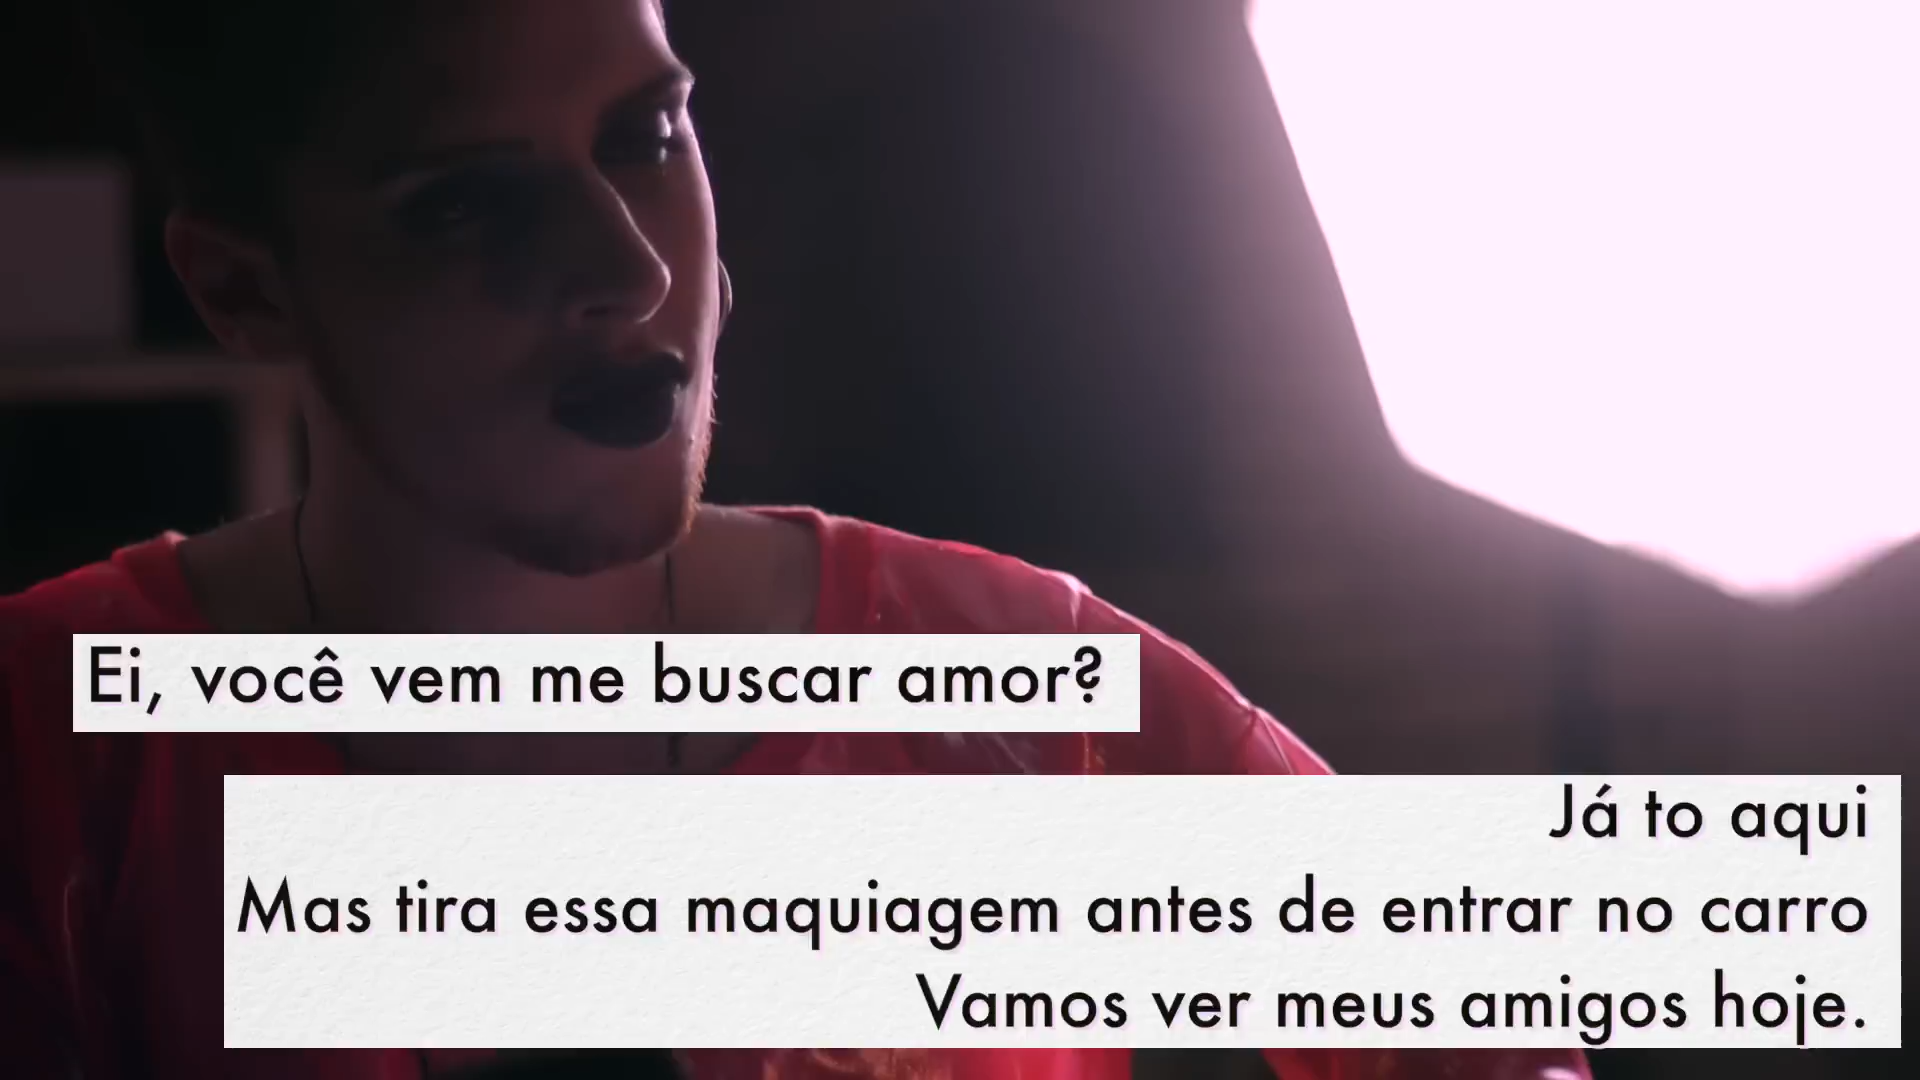 Ei, você vem me buscar amor?
Já to aqui
Mas tira essa maquiagem antes de entrar no carro
Vamos ver meus amigos hoje.